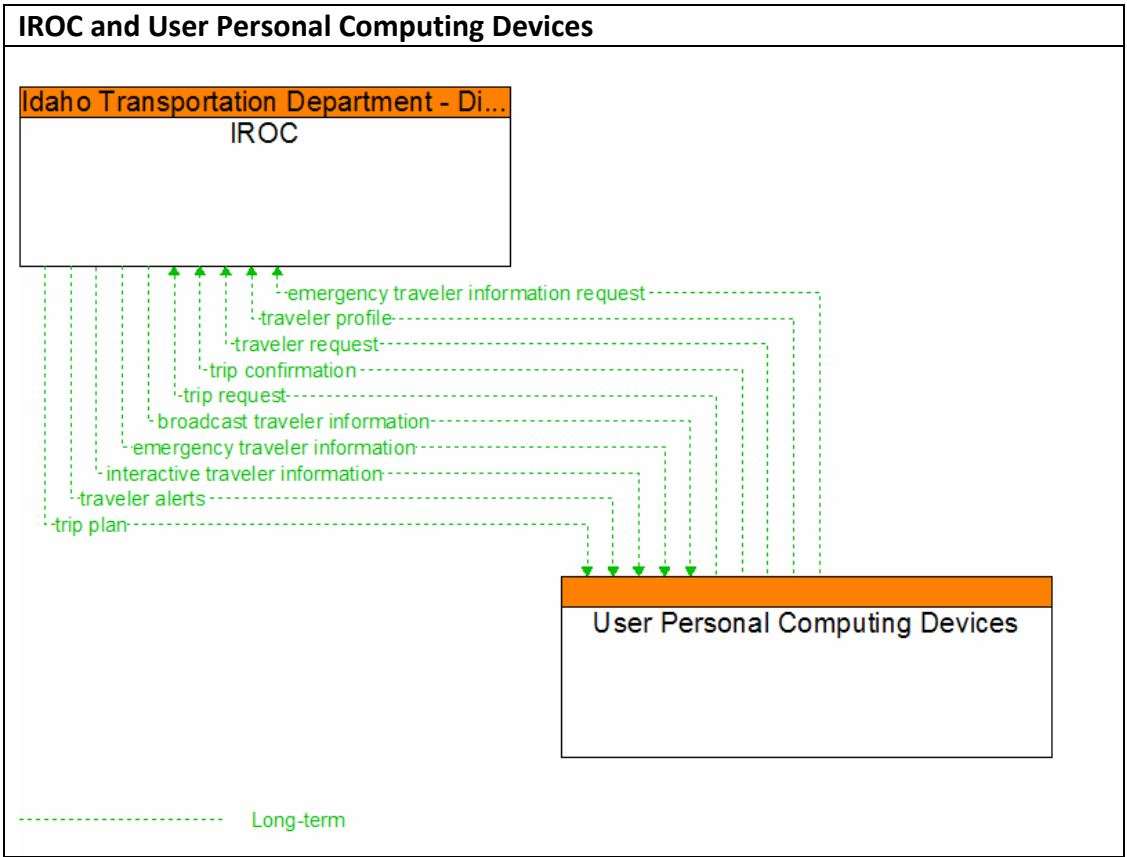 IROC and User Personal Computing Devices
Idaho Transportation Department - Di...
IROC
emergency traveler information request
traveler profile
traveler request
trip confirmation
trip request
broadcast traveler information
emergency traveler information
interactive traveler information
traveler alerts
trip plan
User Personal Computing Devices
Long-term